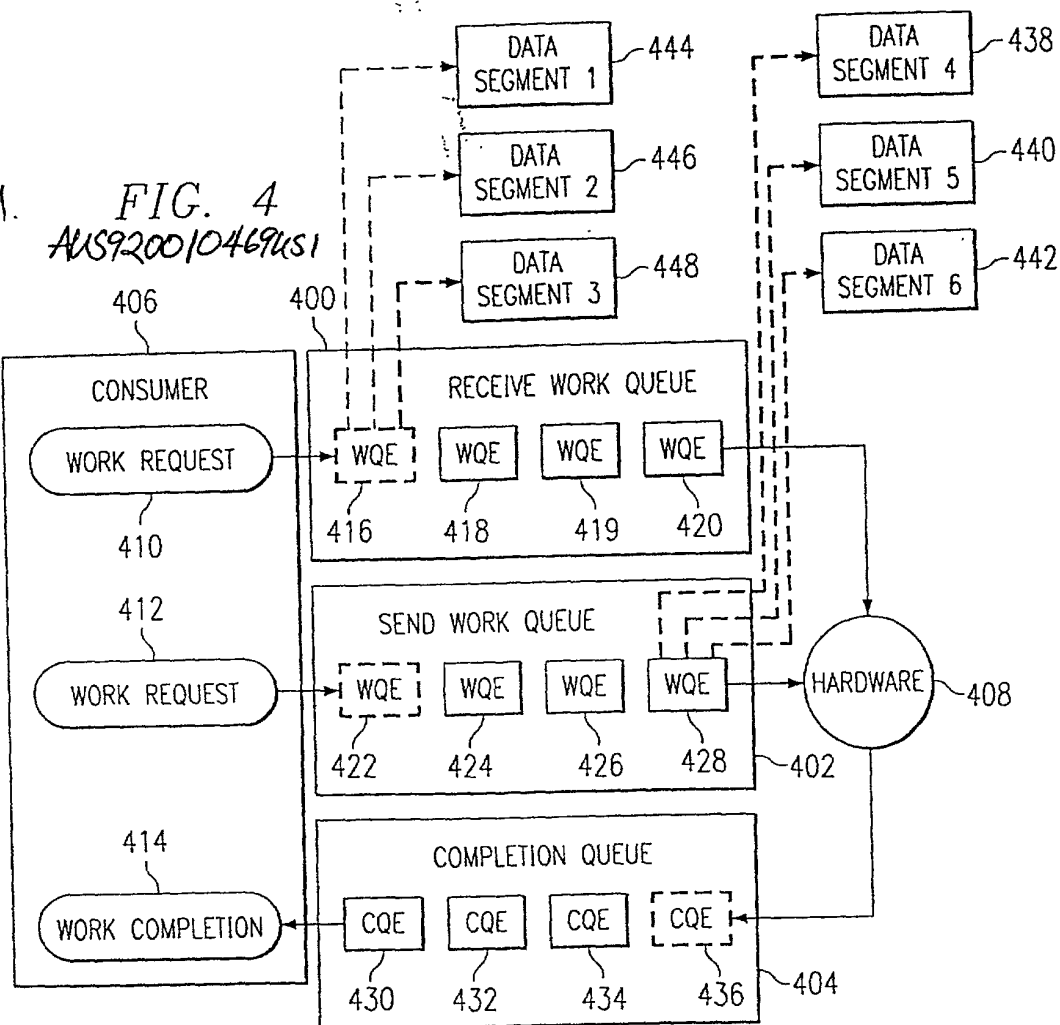 DATA
SEGMENT 1
444
DATA
SEGMENT 4
438
DATA
SEGMENT 2
446
DATA
SEGMENT 5
440
FIG. 4
AUS920010469US1
DATA
SEGMENT 3
448
DATA
SEGMENT 6
442
406
400
CONSUMER
RECEIVE WORK QUEUE
WORK REQUEST
WQE
WQE
WQE
WQE
410
416
418
419
420
412
SEND WORK QUEUE
WORK REQUEST
WQE
WQE
WQE
WQE
HARDWARE
408
422
424
426
428
402
414
COMPLETION QUEUE
WORK COMPLETION
CQE
CQE
CQE
CQE
430
432
434
436
404